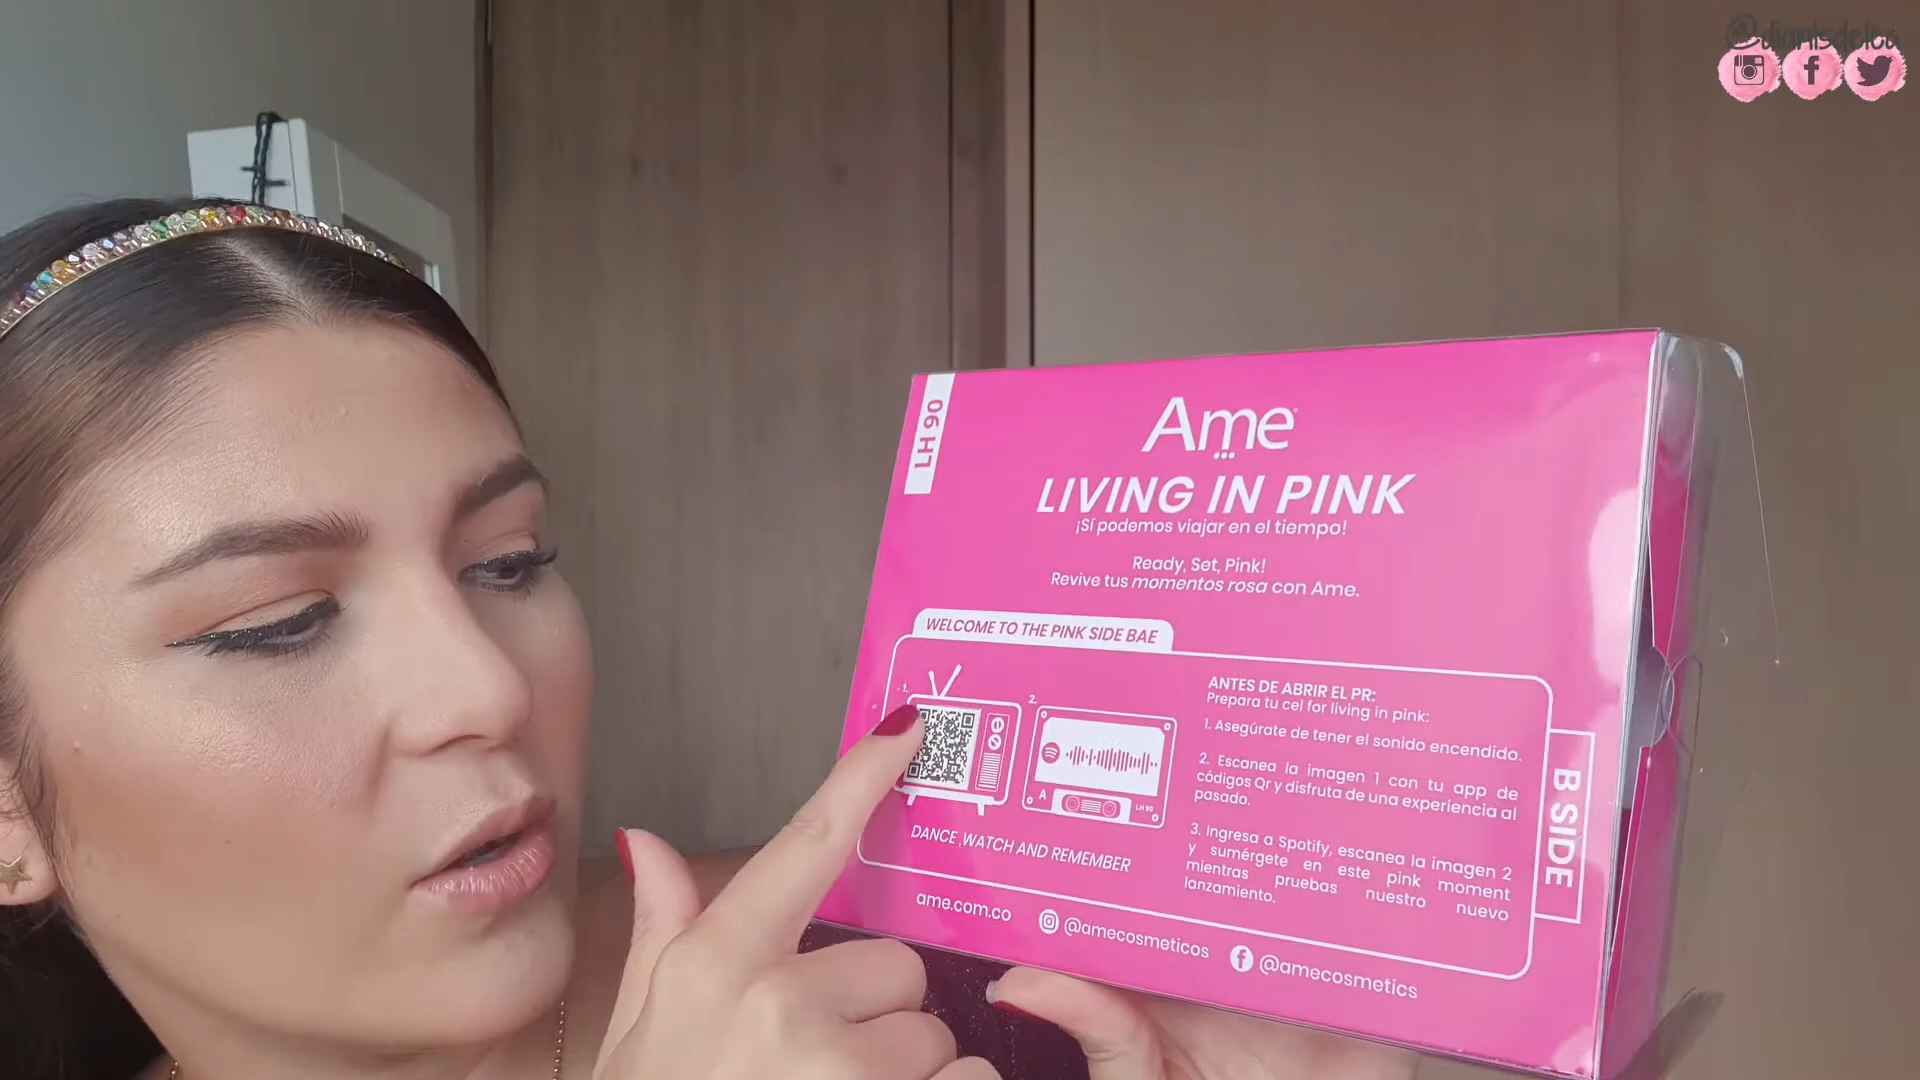 @dianisdelca
LH 90
Ame
LIVING IN PINK
¡Sí podemos viajar en el tiempo!
Ready, Set, Pink!
Revive tus momentos rosa con Ame.
WELCOME TO THE PINK SIDE BAE
1.
2.
A
LH 90
DANCE ,WATCH AND REMEMBER
ANTES DE ABRIR EL PR:
Prepara tu cel for living in pink:
1. Asegúrate de tener el sonido encendido.
2. Escanea la imagen 1 con tu app de
códigos Qr y disfruta de una experiencia al
pasado.
3. Ingresa a Spotify, escanea la imagen 2
y sumérgete en este pink moment
mientras pruebas nuestro nuevo
lanzamiento.
B SIDE
ame.com.co
@amecosmeticos
@amecosmetics